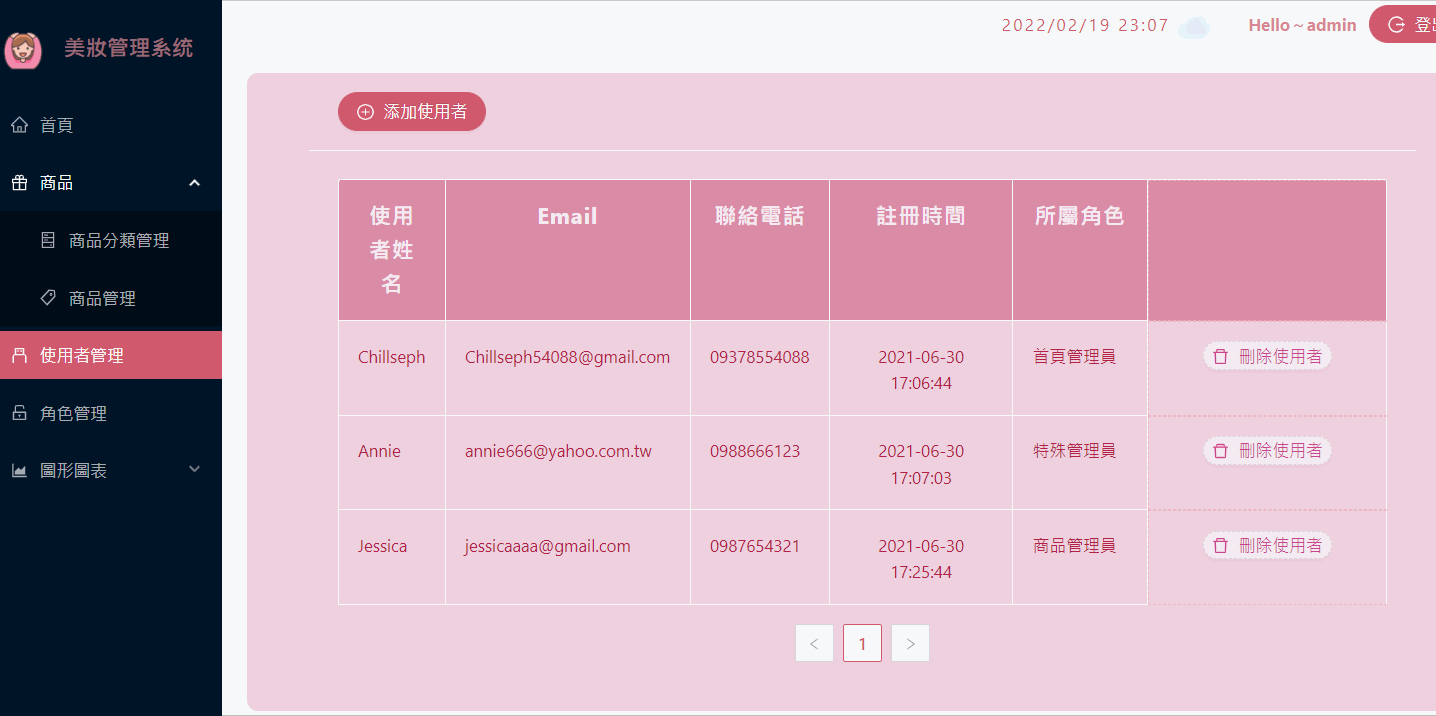 美妝管理系统
2022/02/19 23:07
Hello ~ admin
登出
首頁
商品
商品分類管理
商品管理
使用者管理
角色管理
圖形圖表
添加使用者
使用
者姓
名
Email
聯絡電話
註冊時間
所屬角色
Chillseph
Chillseph54088@gmail.com
09378554088
2021-06-30
17:06:44
首頁管理員
刪除使用者
Annie
annie666@yahoo.com.tw
0988666123
2021-06-30
17:07:03
特殊管理員
刪除使用者
Jessica
jessicaaaa@gmail.com
0987654321
2021-06-30
17:25:44
商品管理員
刪除使用者
< 1 >